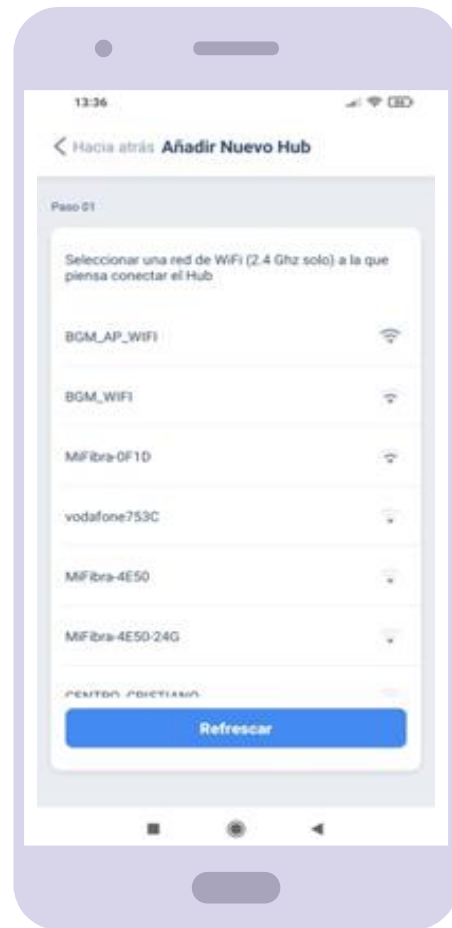 13:36
Hacia atrás Añadir Nuevo Hub
Paso 01
Seleccionar una red de WiFi (2.4 Ghz solo) a la que
piensa conectar el Hub
BGM_AP_WIFI
BGM_WIFI
MiFibra-0F1D
vodafone753C
MiFibra-4E50
MiFibra-4E50-24G
CENTRO_CRISTIANO
Refrescar